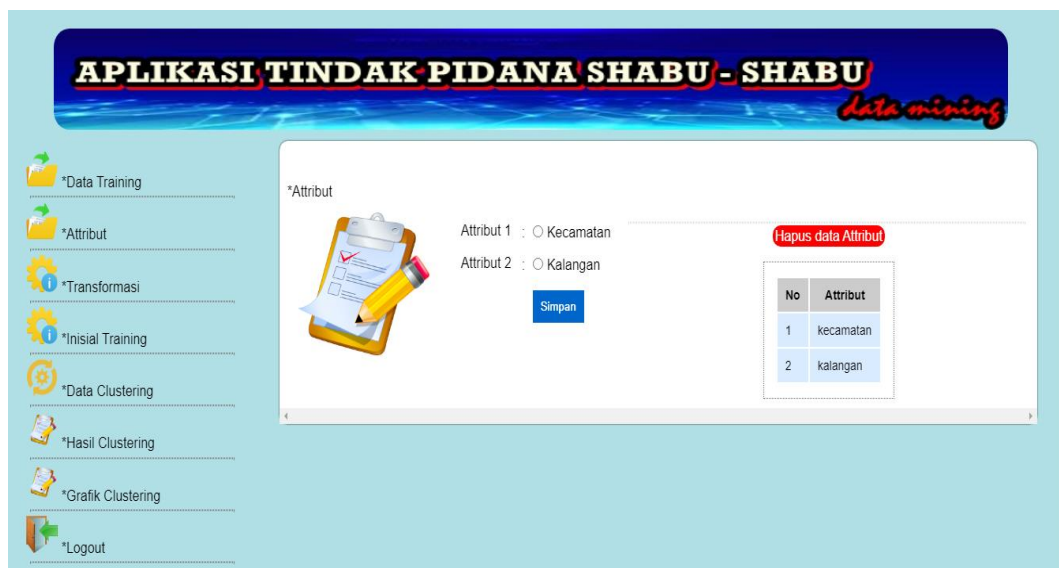 APLIKASI TINDAK PIDANA SHABU - SHABU
data mining
*Data Training
*Attribut
*Transformasi
*Inisial Training
*Data Clustering
*Hasil Clustering
*Grafik Clustering
*Logout
*Attribut
Attribut 1 : Kecamatan
Attribut 2 : Kalangan
Simpan
Hapus data Attribut
No Attribut
1 kecamatan
2 kalangan